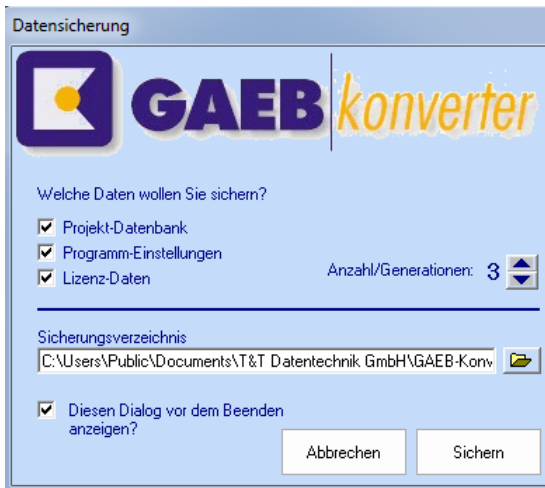 Datensicherung
GAEB konverter
Welche Daten wollen Sie sichern?
Projekt-Datenbank
Programm-Einstellungen
Lizenz-Daten
Anzahl/Generationen: 3
Sicherungsverzeichnis
C:\Users\Public\Documents\T&T Datentechnik GmbH\GAEB-Konv
Diesen Dialog vor dem Beenden
anzeigen?
Abbrechen
Sichern